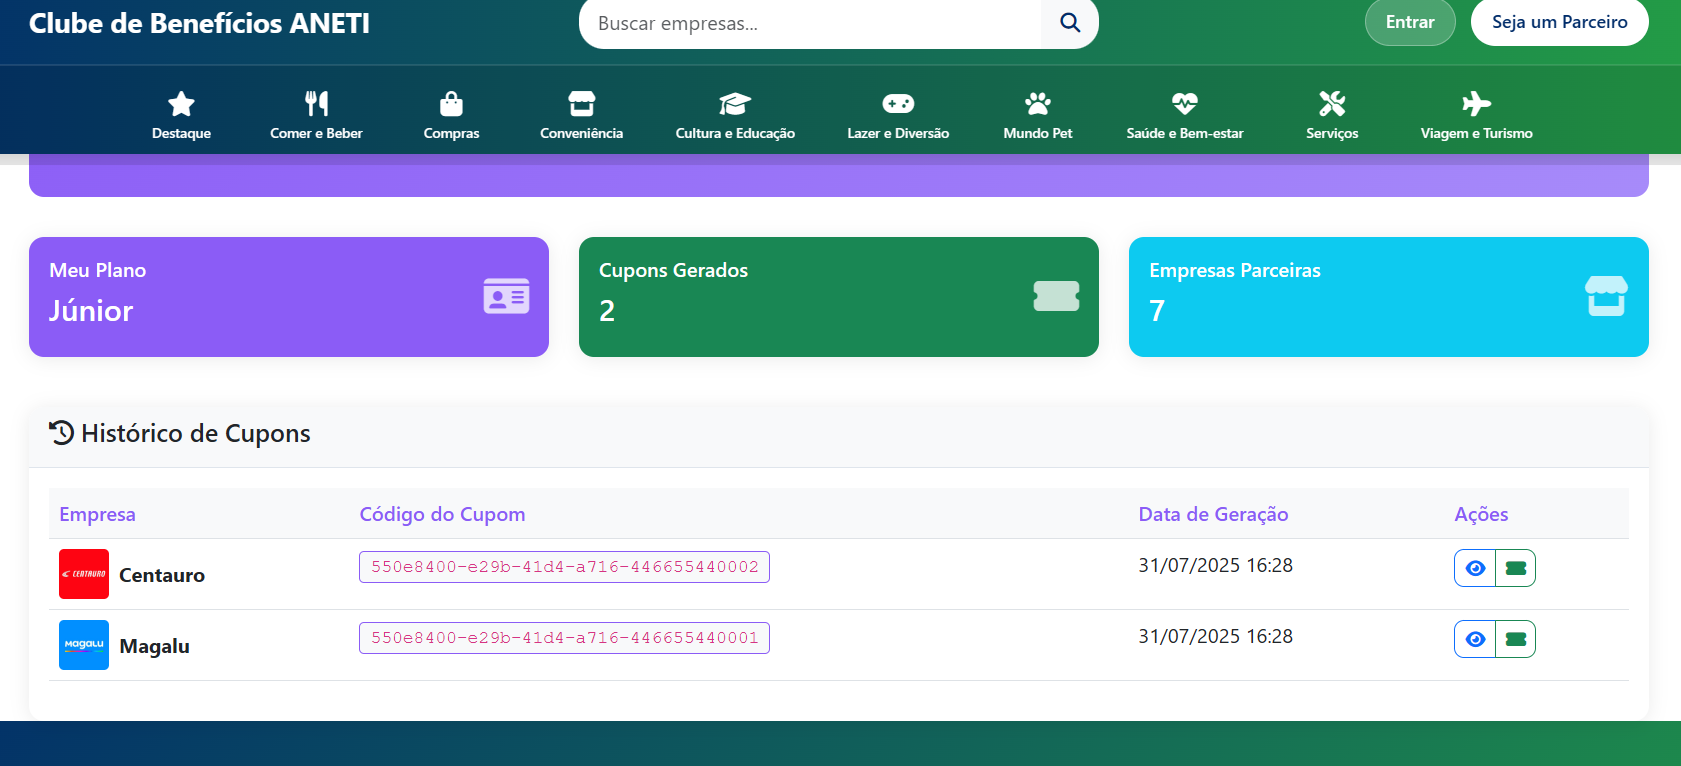 Clube de Benefícios ANETI
Buscar empresas...
Entrar
Seja um Parceiro
Destaque
Comer e Beber
Compras
Conveniência
Cultura e Educação
Lazer e Diversão
Mundo Pet
Saúde e Bem-estar
Serviços
Viagem e Turismo
Meu Plano
Júnior
Cupons Gerados
2
Empresas Parceiras
7
Histórico de Cupons
Empresa Código do Cupom Data de Geração Ações
CENTAURO Centauro 550e8400-e29b-41d4-a716-446655440002 31/07/2025 16:28
Magalu Magalu 550e8400-e29b-41d4-a716-446655440001 31/07/2025 16:28